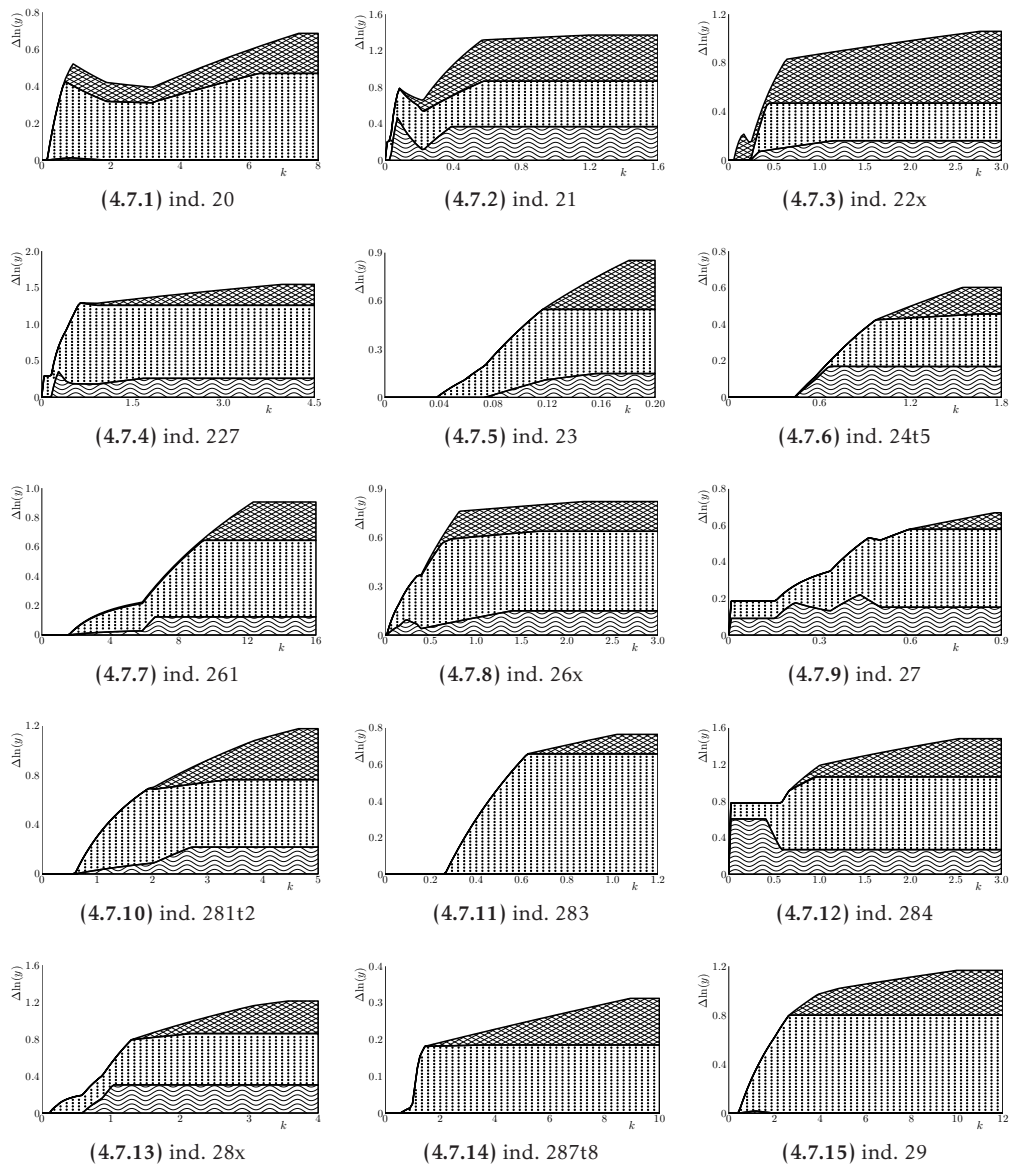 Δln(y)
0.8
0.6
0.4
0.2
0
0 2 4 6 8
k
(4.7.1) ind. 20
Δln(y)
1.6
1.2
0.8
0.4
0
0 0.4 0.8 1.2 1.6
k
(4.7.2) ind. 21
Δln(y)
1.2
0.8
0.4
0
0 0.5 1.0 1.5 2.0 2.5 3.0
k
(4.7.3) ind. 22x
Δln(y)
2.0
1.5
1.0
0.5
0
0 1.5 3.0 4.5
k
(4.7.4) ind. 227
Δln(y)
0.9
0.6
0.3
0
0 0.04 0.08 0.12 0.16 0.20
k
(4.7.5) ind. 23
Δln(y)
0.8
0.6
0.4
0.2
0
0 0.6 1.2 1.8
k
(4.7.6) ind. 24t5
Δln(y)
1.0
0.8
0.6
0.4
0.2
0
0 4 8 12 16
k
(4.7.7) ind. 261
Δln(y)
0.9
0.6
0.3
0
0 0.5 1.0 1.5 2.0 2.5 3.0
k
(4.7.8) ind. 26x
Δln(y)
0.8
0.6
0.4
0.2
0
0 0.3 0.6 0.9
k
(4.7.9) ind. 27
Δln(y)
1.2
0.8
0.4
0
0 1 2 3 4 5
k
(4.7.10) ind. 281t2
Δln(y)
0.8
0.6
0.4
0.2
0
0 0.2 0.4 0.6 0.8 1.0 1.2
k
(4.7.11) ind. 283
Δln(y)
1.6
1.2
0.8
0.4
0
0 0.5 1.0 1.5 2.0 2.5 3.0
k
(4.7.12) ind. 284
Δln(y)
1.6
1.2
0.8
0.4
0
0 1 2 3 4
k
(4.7.13) ind. 28x
Δln(y)
0.4
0.3
0.2
0.1
0
0 2 4 6 8 10
k
(4.7.14) ind. 287t8
Δln(y)
1.2
0.8
0.4
0
0 2 4 6 8 10 12
k
(4.7.15) ind. 29